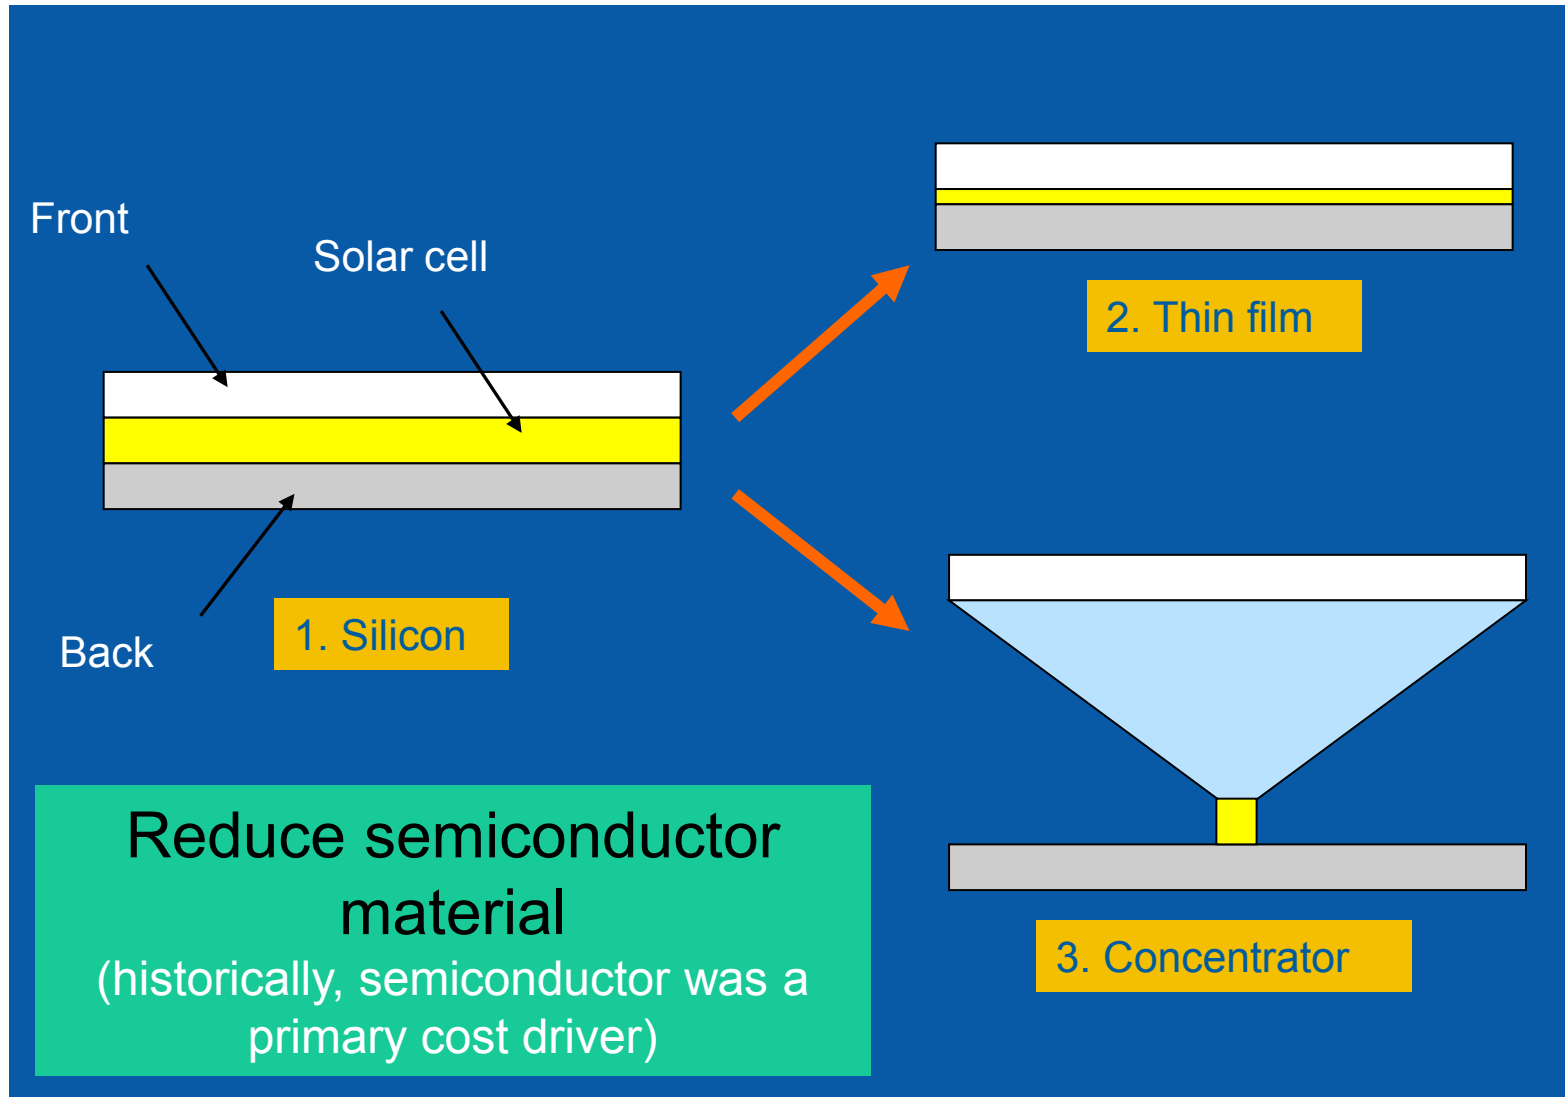 Front
Solar cell
Back
1. Silicon
2. Thin film
3. Concentrator
Reduce semiconductor
material
(historically, semiconductor was a
primary cost driver)